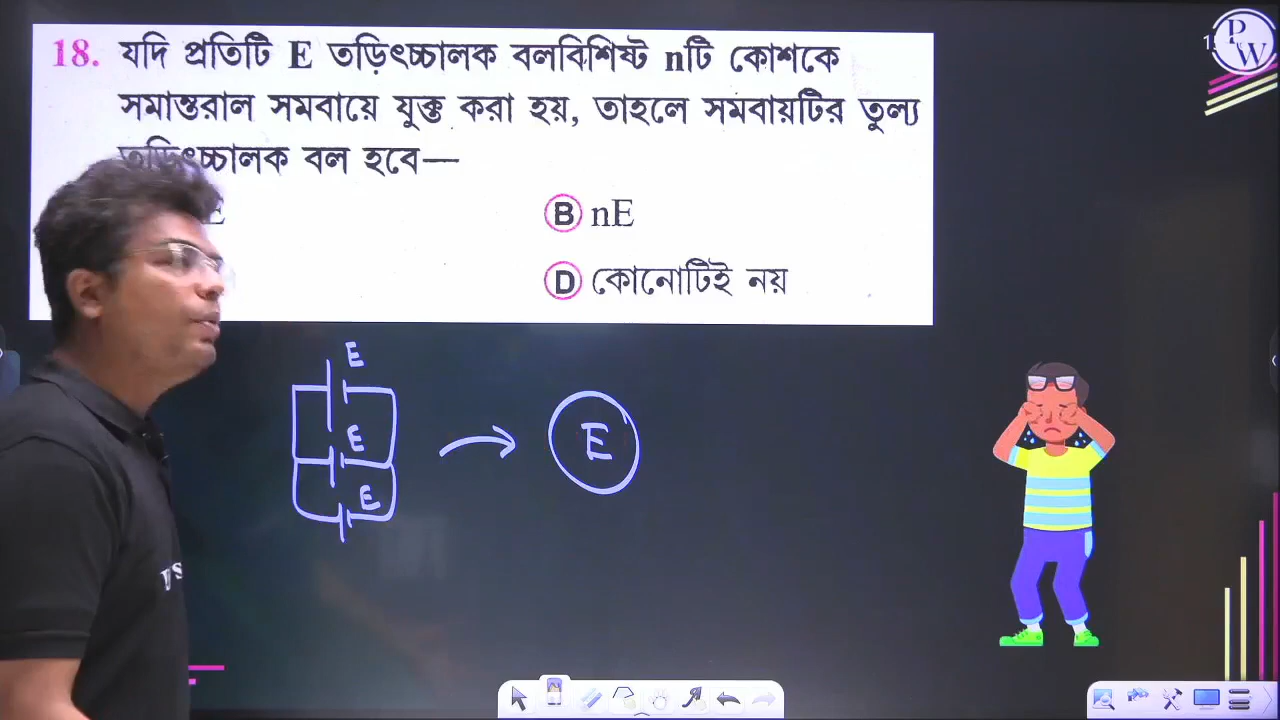 18. যদি প্রতিটি E তড়িৎচ্চালক বলবিশিষ্ট nটি কোশকে
সমান্তরাল সমবায়ে যুক্ত করা হয়, তাহলে সমবায়টির তুল্য
তড়িৎচ্চালক বল হবে—
E
B nE
D কোনোটিই নয়
E
E
E
E
P
W